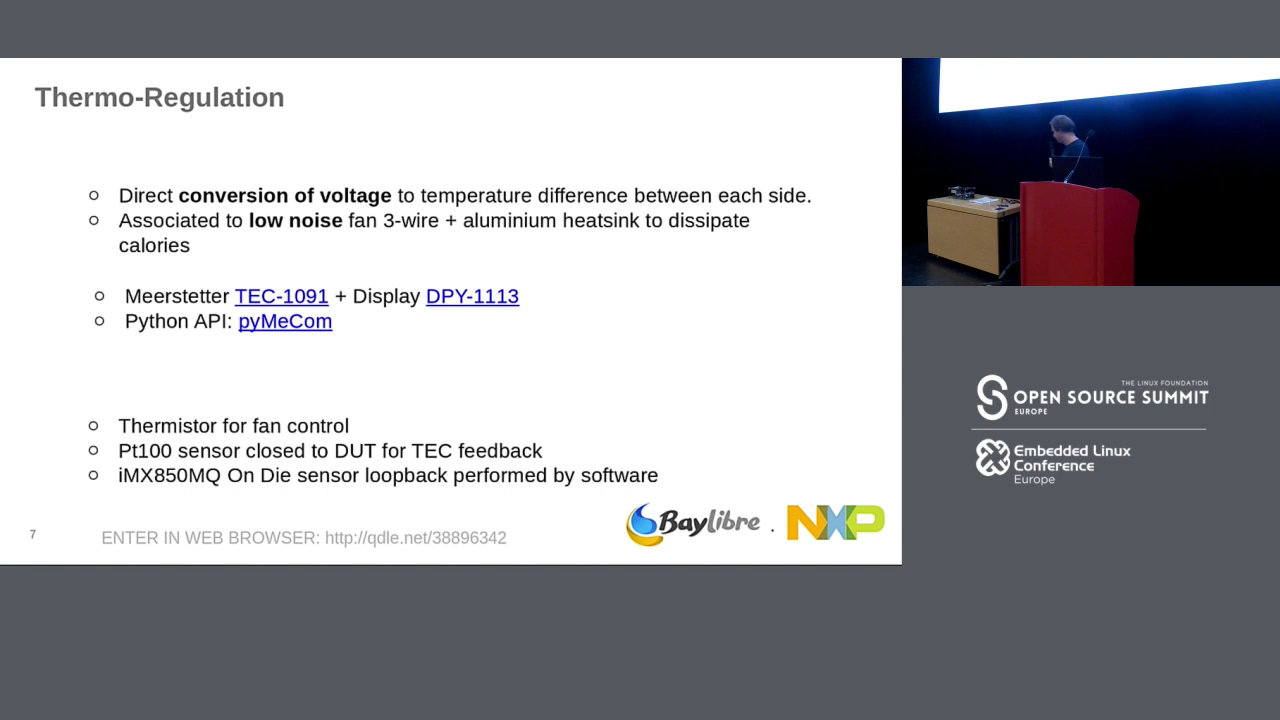 Thermo-Regulation
○ Direct conversion of voltage to temperature difference between each side.
○ Associated to low noise fan 3-wire + aluminium heatsink to dissipate
calories
○ Meerstetter TEC-1091 + Display DPY-1113
○ Python API: pyMeCom
○ Thermistor for fan control
○ Pt100 sensor closed to DUT for TEC feedback
○ iMX850MQ On Die sensor loopback performed by software
Baylibre . NXP
7 ENTER IN WEB BROWSER: http://qdle.net/38896342
THE LINUX FOUNDATION
OPEN SOURCE SUMMIT
EUROPE
Embedded Linux
Conference
Europe